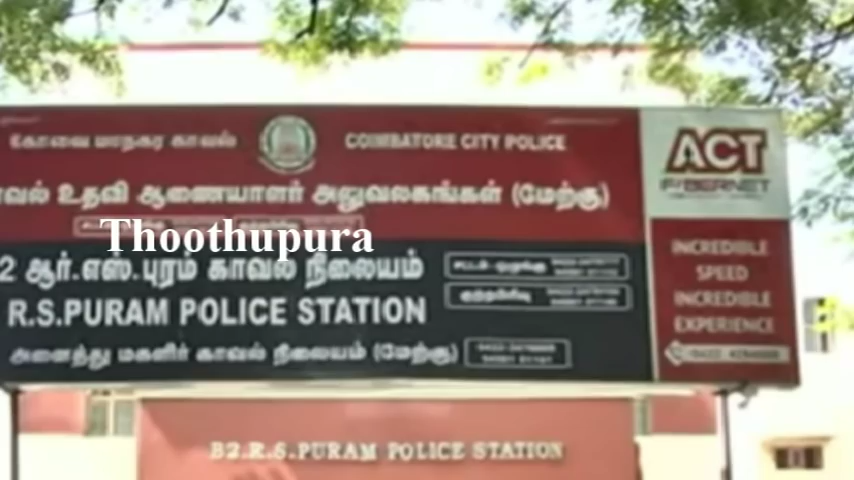 கோவை மாநகர காவல் COIMBATORE CITY POLICE
காவல் உதவி ஆணையாளர் அலுவலகங்கள் (மேற்கு)
Thoothupura
2 ஆர்.எஸ்.புரம் காவல் நிலையம்
R.S.PURAM POLICE STATION
அனைத்து மகளிர் காவல் நிலையம் (மேற்கு)
ACT
FIBERNET
INCREDIBLE
SPEED
INCREDIBLE
EXPERIENCE
B2.R.S.PURAM POLICE STATION